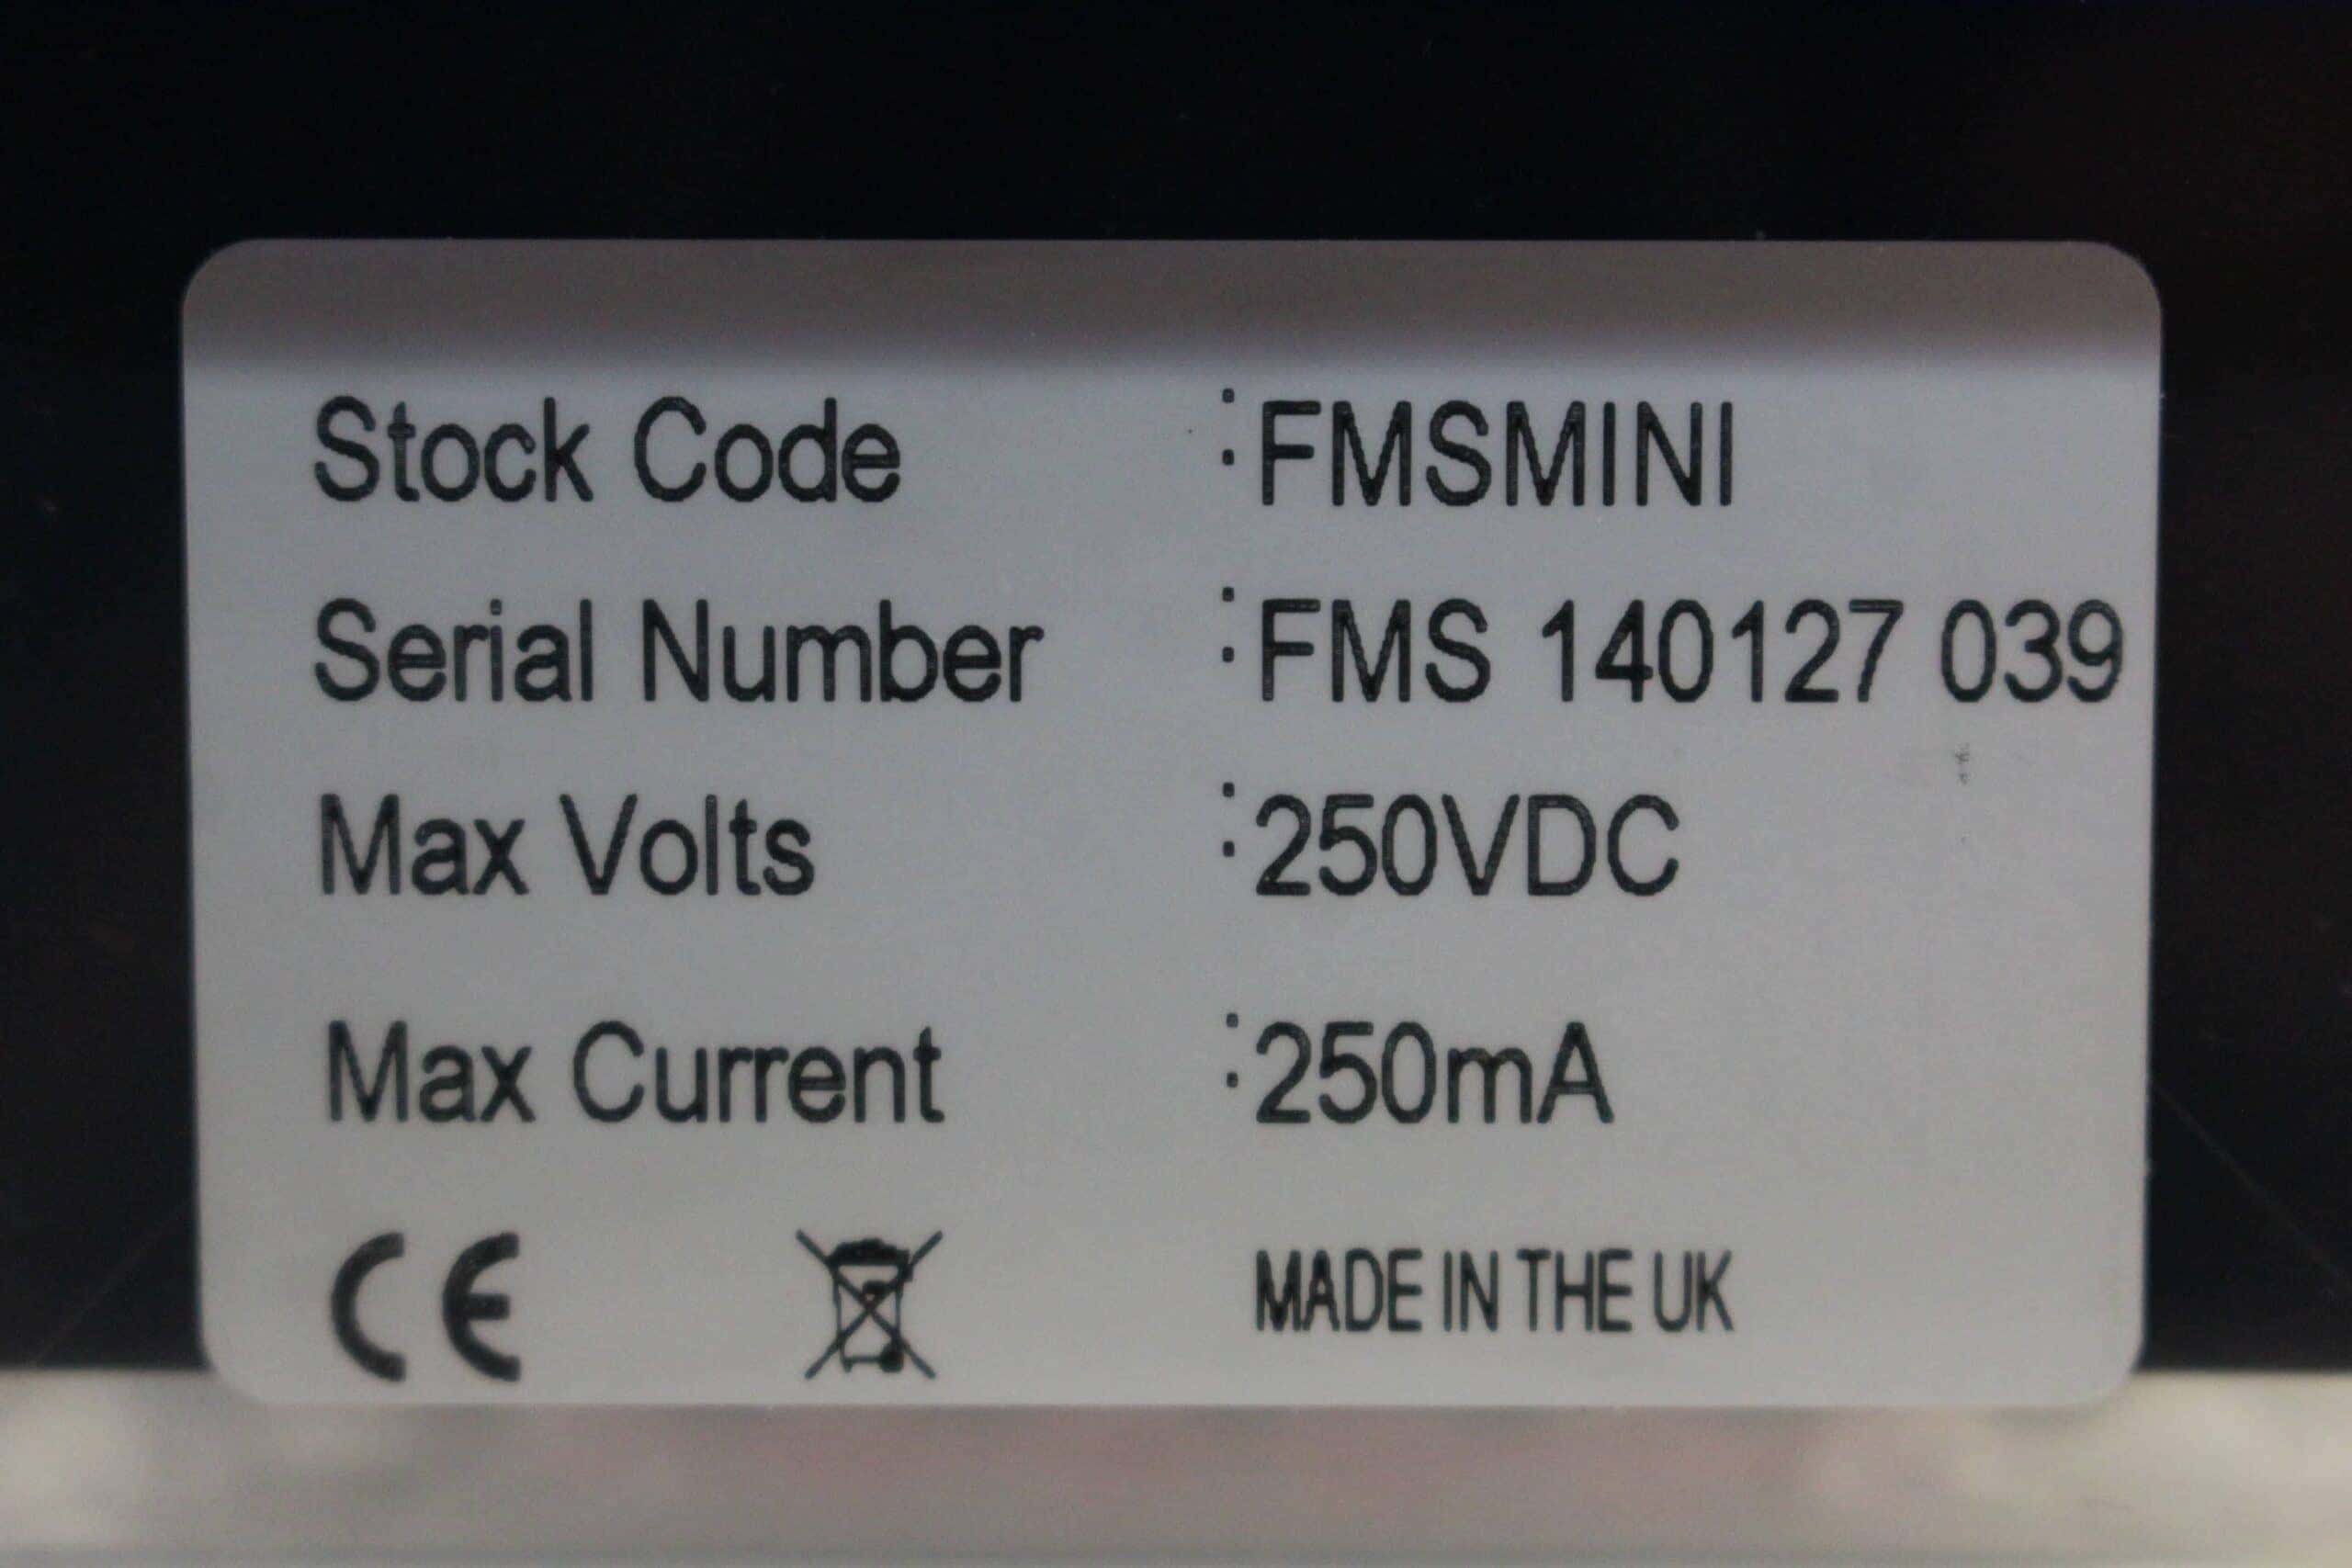 Stock Code :FMSMINI
Serial Number :FMS 140127 039
Max Volts :250VDC
Max Current :250mA
CE MADE IN THE UK